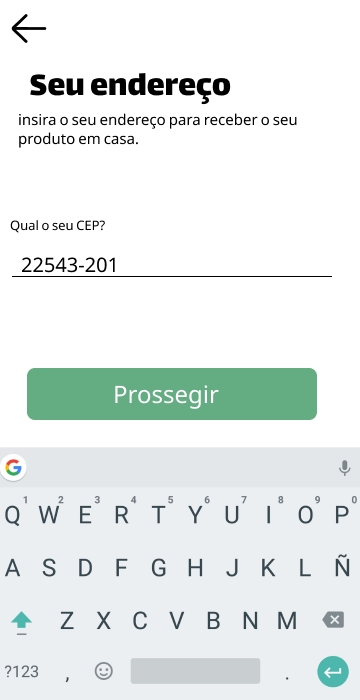 Seu endereço
insira o seu endereço para receber o seu
produto em casa.
Qual o seu CEP?
22543-201
Prossegir
G
1 2 3 4 5 6 7 8 9 0
Q W E R T Y U I O P
A S D F G H J K L Ñ
Z X C V B N M
?123 , .